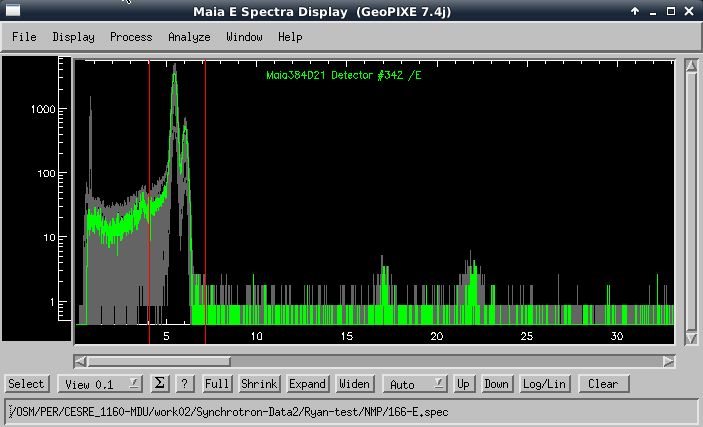 Maia E Spectra Display (GeoPIXE 7.4j)
File Display Process Analyze Window Help
Maia384D21 Detector #342 /E
1000
100
10
1
5 10 15 20 25 30
Select View 0.1 Σ ? Full Shrink Expand Widen Auto Up Down Log/Lin Clear
/OSM/PER/CESRE_1160-MDU/work02/Synchrotron-Data2/Ryan-test/NMP/166-E.spec